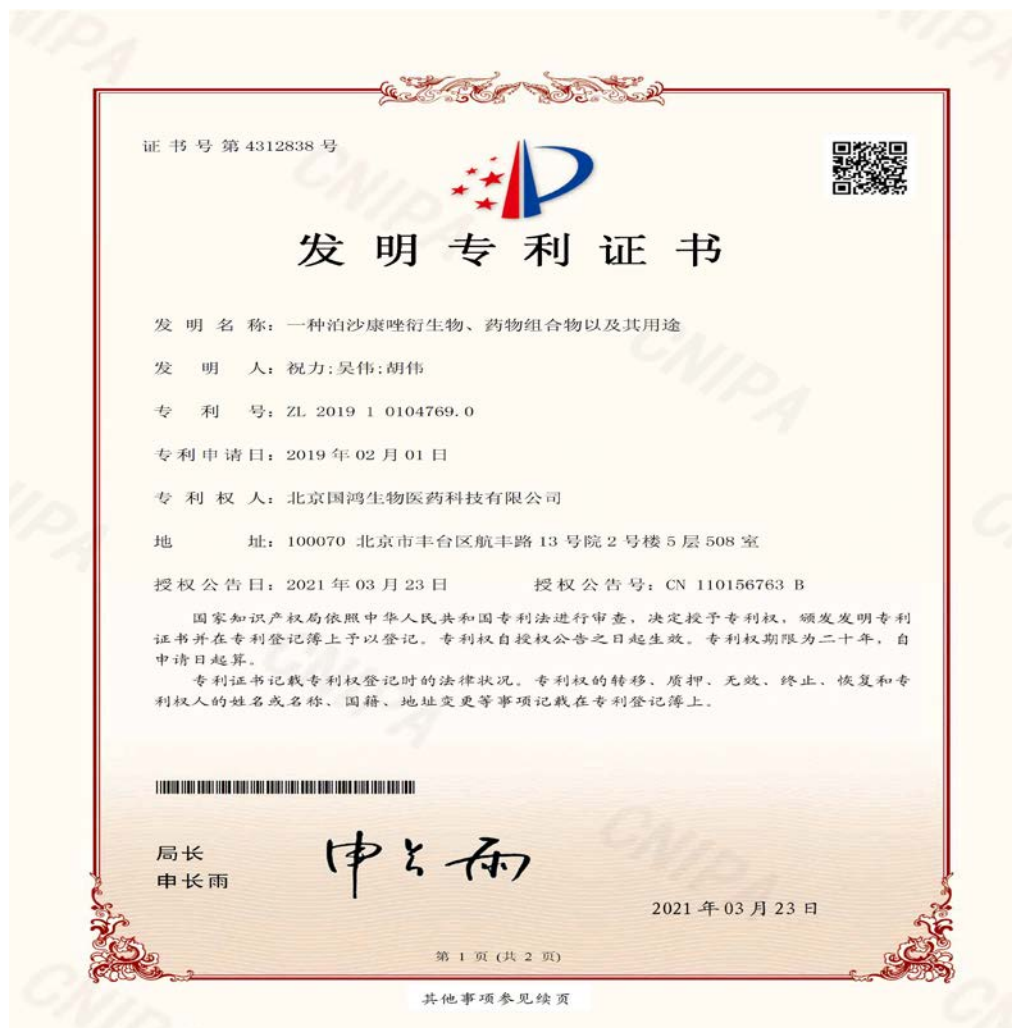 证书号第4312838号
发明专利证书
发明名称：一种泊沙康唑衍生物、药物组合物以及其用途
发明人：祝力;吴伟;胡伟
专利号：ZL 2019 1 0104769.0
专利申请日：2019年02月01日
专利权人：北京国鸿生物医药科技有限公司
地址：100070 北京市丰台区航丰路13号院2号楼5层508室
授权公告日：2021年03月23日 授权公告号：CN 110156763 B
国家知识产权局依照中华人民共和国专利法进行审查，决定授予专利权，颁发发明专利
证书并在专利登记簿上予以登记。专利权自授权公告之日起生效。专利权期限为二十年，自
申请日起算。
专利证书记载专利权登记时的法律状况。专利权的转移、质押、无效、终止、恢复和专
利权人的姓名或名称、国籍、地址变更等事项记载在专利登记簿上。
局长
申长雨
申长雨
2021年03月23日
第 1 页 (共 2 页)
其他事项参见续页
CNIPA
CNIPA
CNIPA
CNIPA
CNIPA
CNIPA